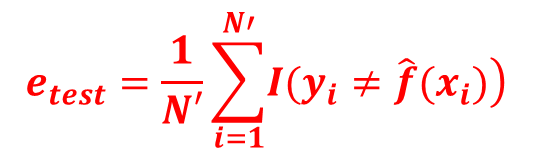 e_test = 1/N′ ∑_{i=1}^{N′} I(y_i ≠ f̂(x_i))